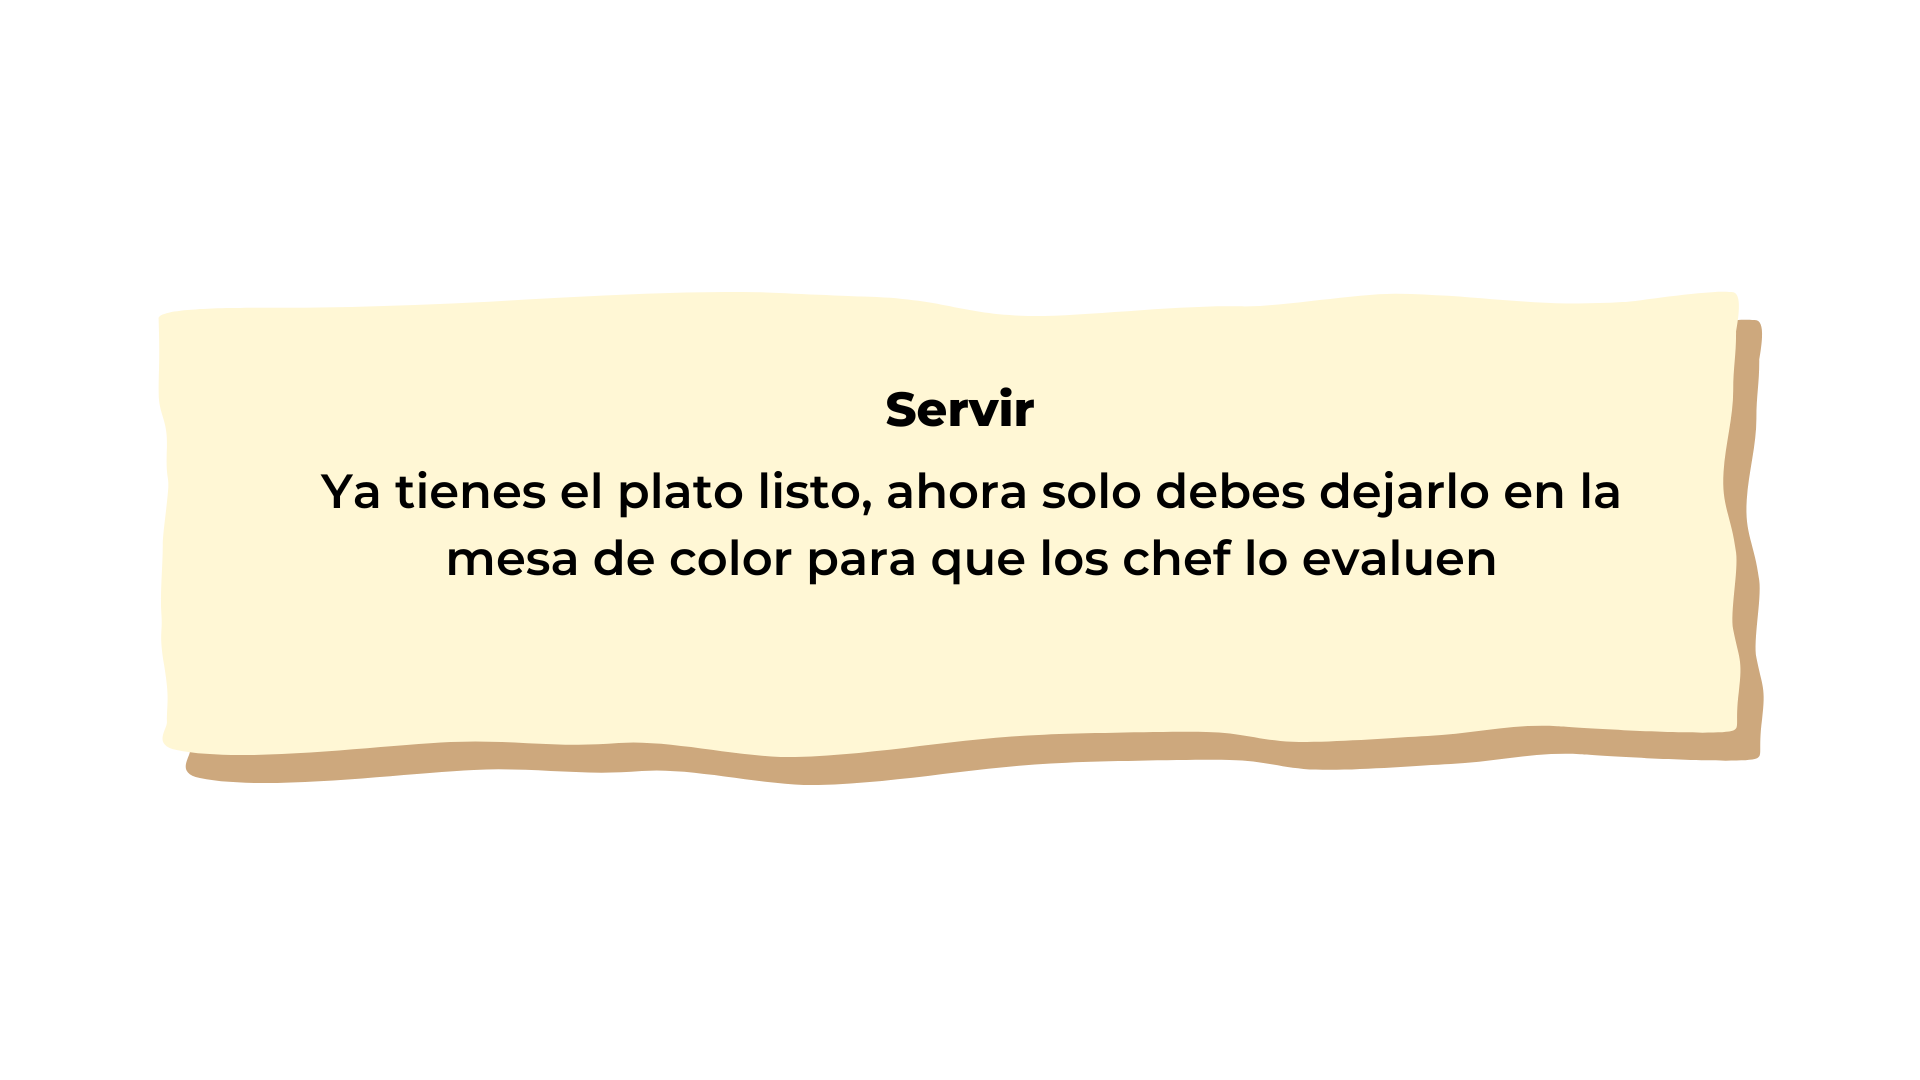 Servir
Ya tienes el plato listo, ahora solo debes dejarlo en la
mesa de color para que los chef lo evaluen